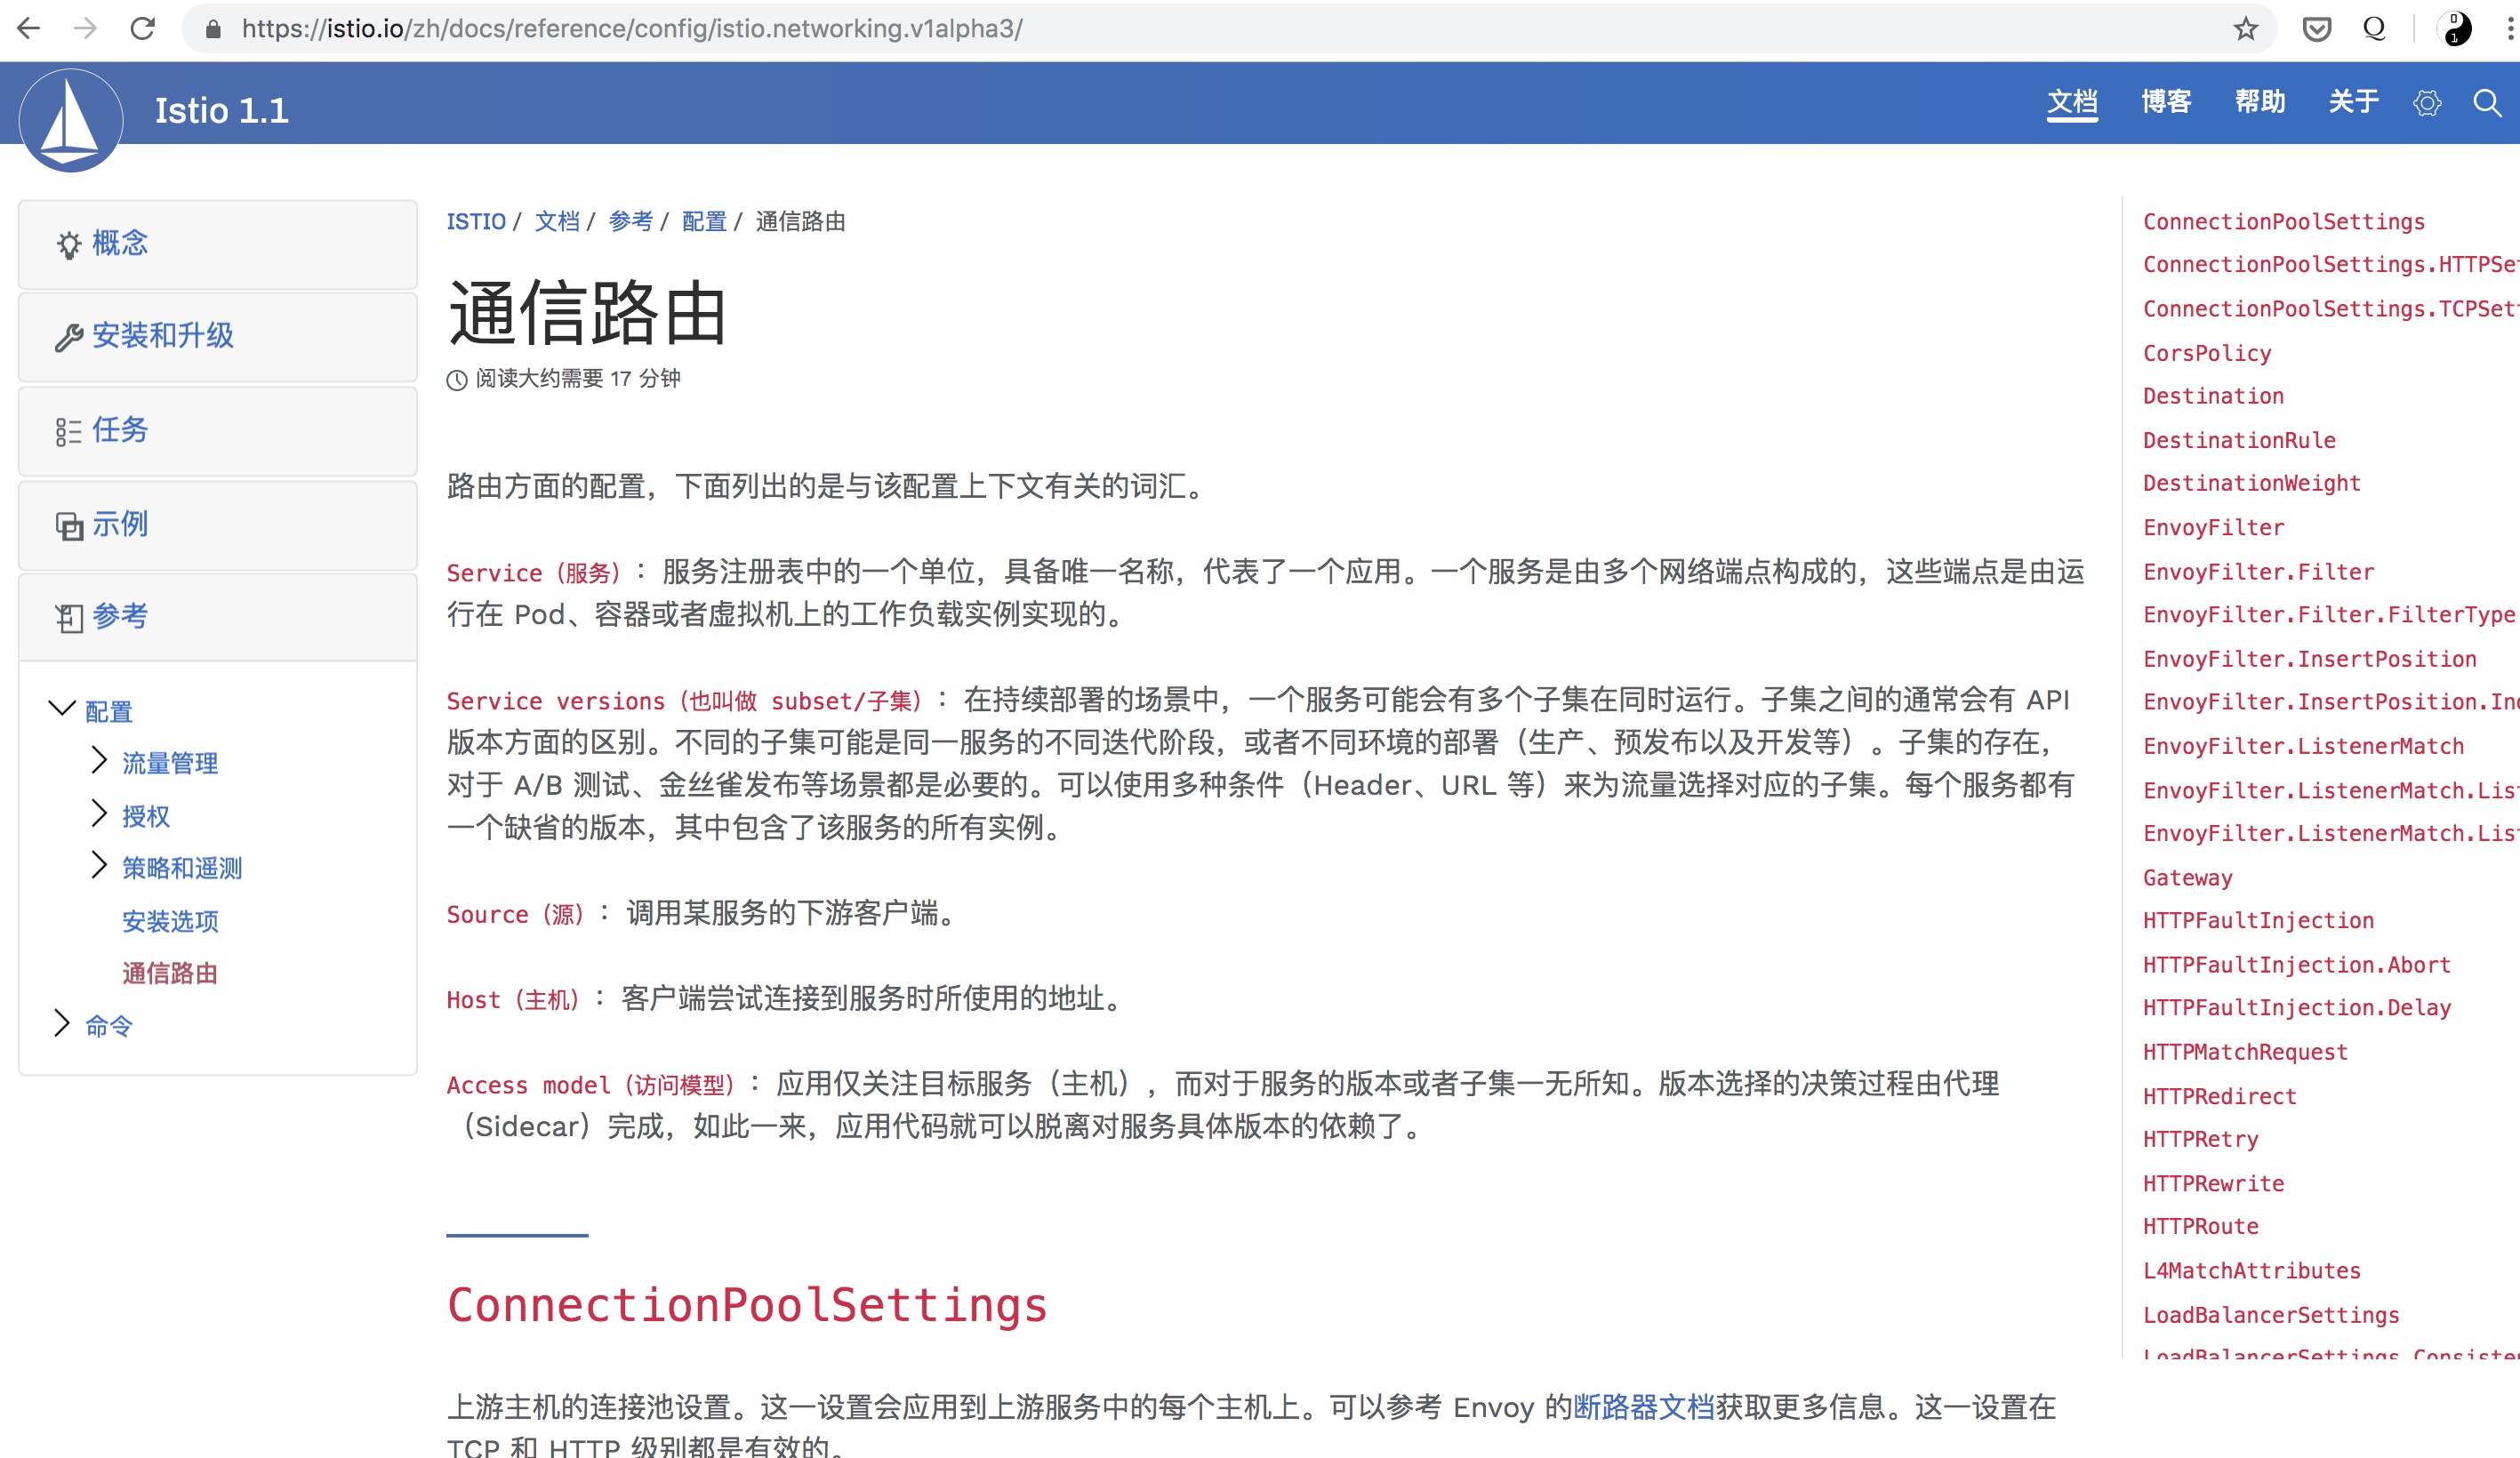 https://istio.io/zh/docs/reference/config/istio.networking.v1alpha3/
Istio 1.1
文档 博客 帮助 关于
概念
安装和升级
任务
示例
参考
配置
流量管理
授权
策略和遥测
安装选项
通信路由
命令
ISTIO / 文档 / 参考 / 配置 / 通信路由
通信路由
阅读大约需要 17 分钟
路由方面的配置，下面列出的是与该配置上下文有关的词汇。
Service（服务）： 服务注册表中的一个单位，具备唯一名称，代表了一个应用。一个服务是由多个网络端点构成的，这些端点是由运
行在 Pod、容器或者虚拟机上的工作负载实例实现的。
Service versions（也叫做 subset/子集）： 在持续部署的场景中，一个服务可能会有多个子集在同时运行。子集之间的通常会有 API
版本方面的区别。不同的子集可能是同一服务的不同迭代阶段，或者不同环境的部署（生产、预发布以及开发等）。子集的存在，
对于 A/B 测试、金丝雀发布等场景都是必要的。可以使用多种条件（Header、URL 等）来为流量选择对应的子集。每个服务都有
一个缺省的版本，其中包含了该服务的所有实例。
Source（源）： 调用某服务的下游客户端。
Host（主机）： 客户端尝试连接到服务时所使用的地址。
Access model（访问模型）： 应用仅关注目标服务（主机），而对于服务的版本或者子集一无所知。版本选择的决策过程由代理
（Sidecar）完成，如此一来，应用代码就可以脱离对服务具体版本的依赖了。
ConnectionPoolSettings
上游主机的连接池设置。这一设置会应用到上游服务中的每个主机上。可以参考 Envoy 的断路器文档获取更多信息。这一设置在
TCP 和 HTTP 级别都是有效的。
ConnectionPoolSettings
ConnectionPoolSettings.HTTPSet
ConnectionPoolSettings.TCPSett
CorsPolicy
Destination
DestinationRule
DestinationWeight
EnvoyFilter
EnvoyFilter.Filter
EnvoyFilter.Filter.FilterType
EnvoyFilter.InsertPosition
EnvoyFilter.InsertPosition.Ind
EnvoyFilter.ListenerMatch
EnvoyFilter.ListenerMatch.List
EnvoyFilter.ListenerMatch.List
Gateway
HTTPFaultInjection
HTTPFaultInjection.Abort
HTTPFaultInjection.Delay
HTTPMatchRequest
HTTPRedirect
HTTPRetry
HTTPRewrite
HTTPRoute
L4MatchAttributes
LoadBalancerSettings
LoadBalancerSettings.Consisten